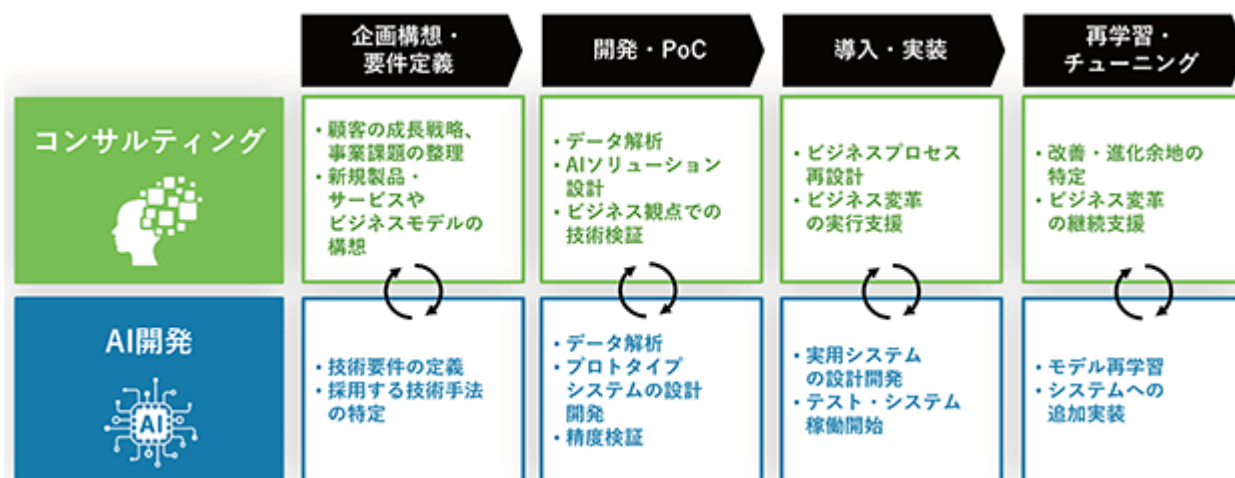 企画構想・
要件定義
開発・PoC
導入・実装
再学習・
チューニング
コンサルティング
・顧客の成長戦略、
事業課題の整理
・新規製品・
サービスや
ビジネスモデルの
構想
・データ解析
・AIソリューション
設計
・ビジネス観点での
技術検証
・ビジネスプロセス
再設計
・ビジネス変革
の実行支援
・改善・進化余地の
特定
・ビジネス変革
の継続支援
AI開発
AI
・技術要件の定義
・採用する技術手法
の特定
・データ解析
・プロトタイプ
システムの設計
開発
・精度検証
・実用システム
の設計開発
・テスト・システム
稼働開始
・モデル再学習
・システムへの
追加実装